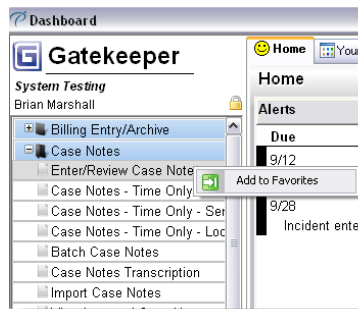 Dashboard
G Gatekeeper
System Testing
Brian Marshall
Billing Entry/Archive
Case Notes
Enter/Review Case Note
Case Notes - Time Only
Case Notes - Time Only - Ser
Case Notes - Time Only - Loc
Batch Case Notes
Case Notes Transcription
Import Case Notes
Home
Your
Home
Alerts
Due
9/12
Add to Favorites
9/28
Incident ente